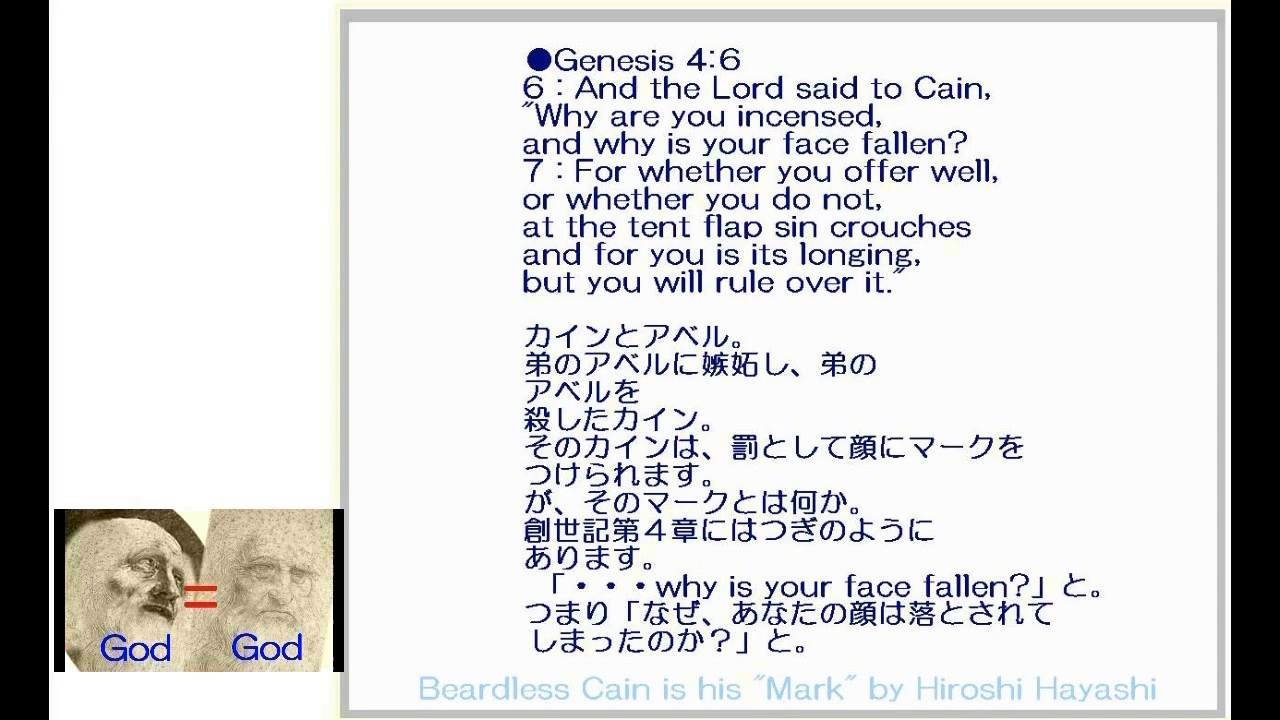 ●Genesis 4:6
6：And the Lord said to Cain,
"Why are you incensed,
and why is your face fallen?
7：For whether you offer well,
or whether you do not,
at the tent flap sin crouches
and for you is its longing,
but you will rule over it."
カインとアベル。
弟のアベルに嫉妬し、弟の
アベルを
殺したカイン。
そのカインは、罰として顔にマークを
つけられます。
が、そのマークとは何か。
創世記第４章にはつぎのように
あります。
「・・・why is your face fallen?」と。
つまり「なぜ、あなたの顔は落とされて
しまったのか？」と。
God = God
Beardless Cain is his "Mark" by Hiroshi Hayashi